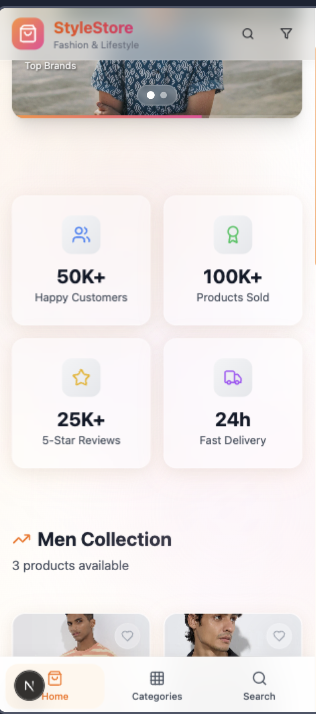 StyleStore
Fashion & Lifestyle
Top Brands
50K+
Happy Customers
100K+
Products Sold
25K+
5-Star Reviews
24h
Fast Delivery
Men Collection
3 products available
N
Home
Categories
Search